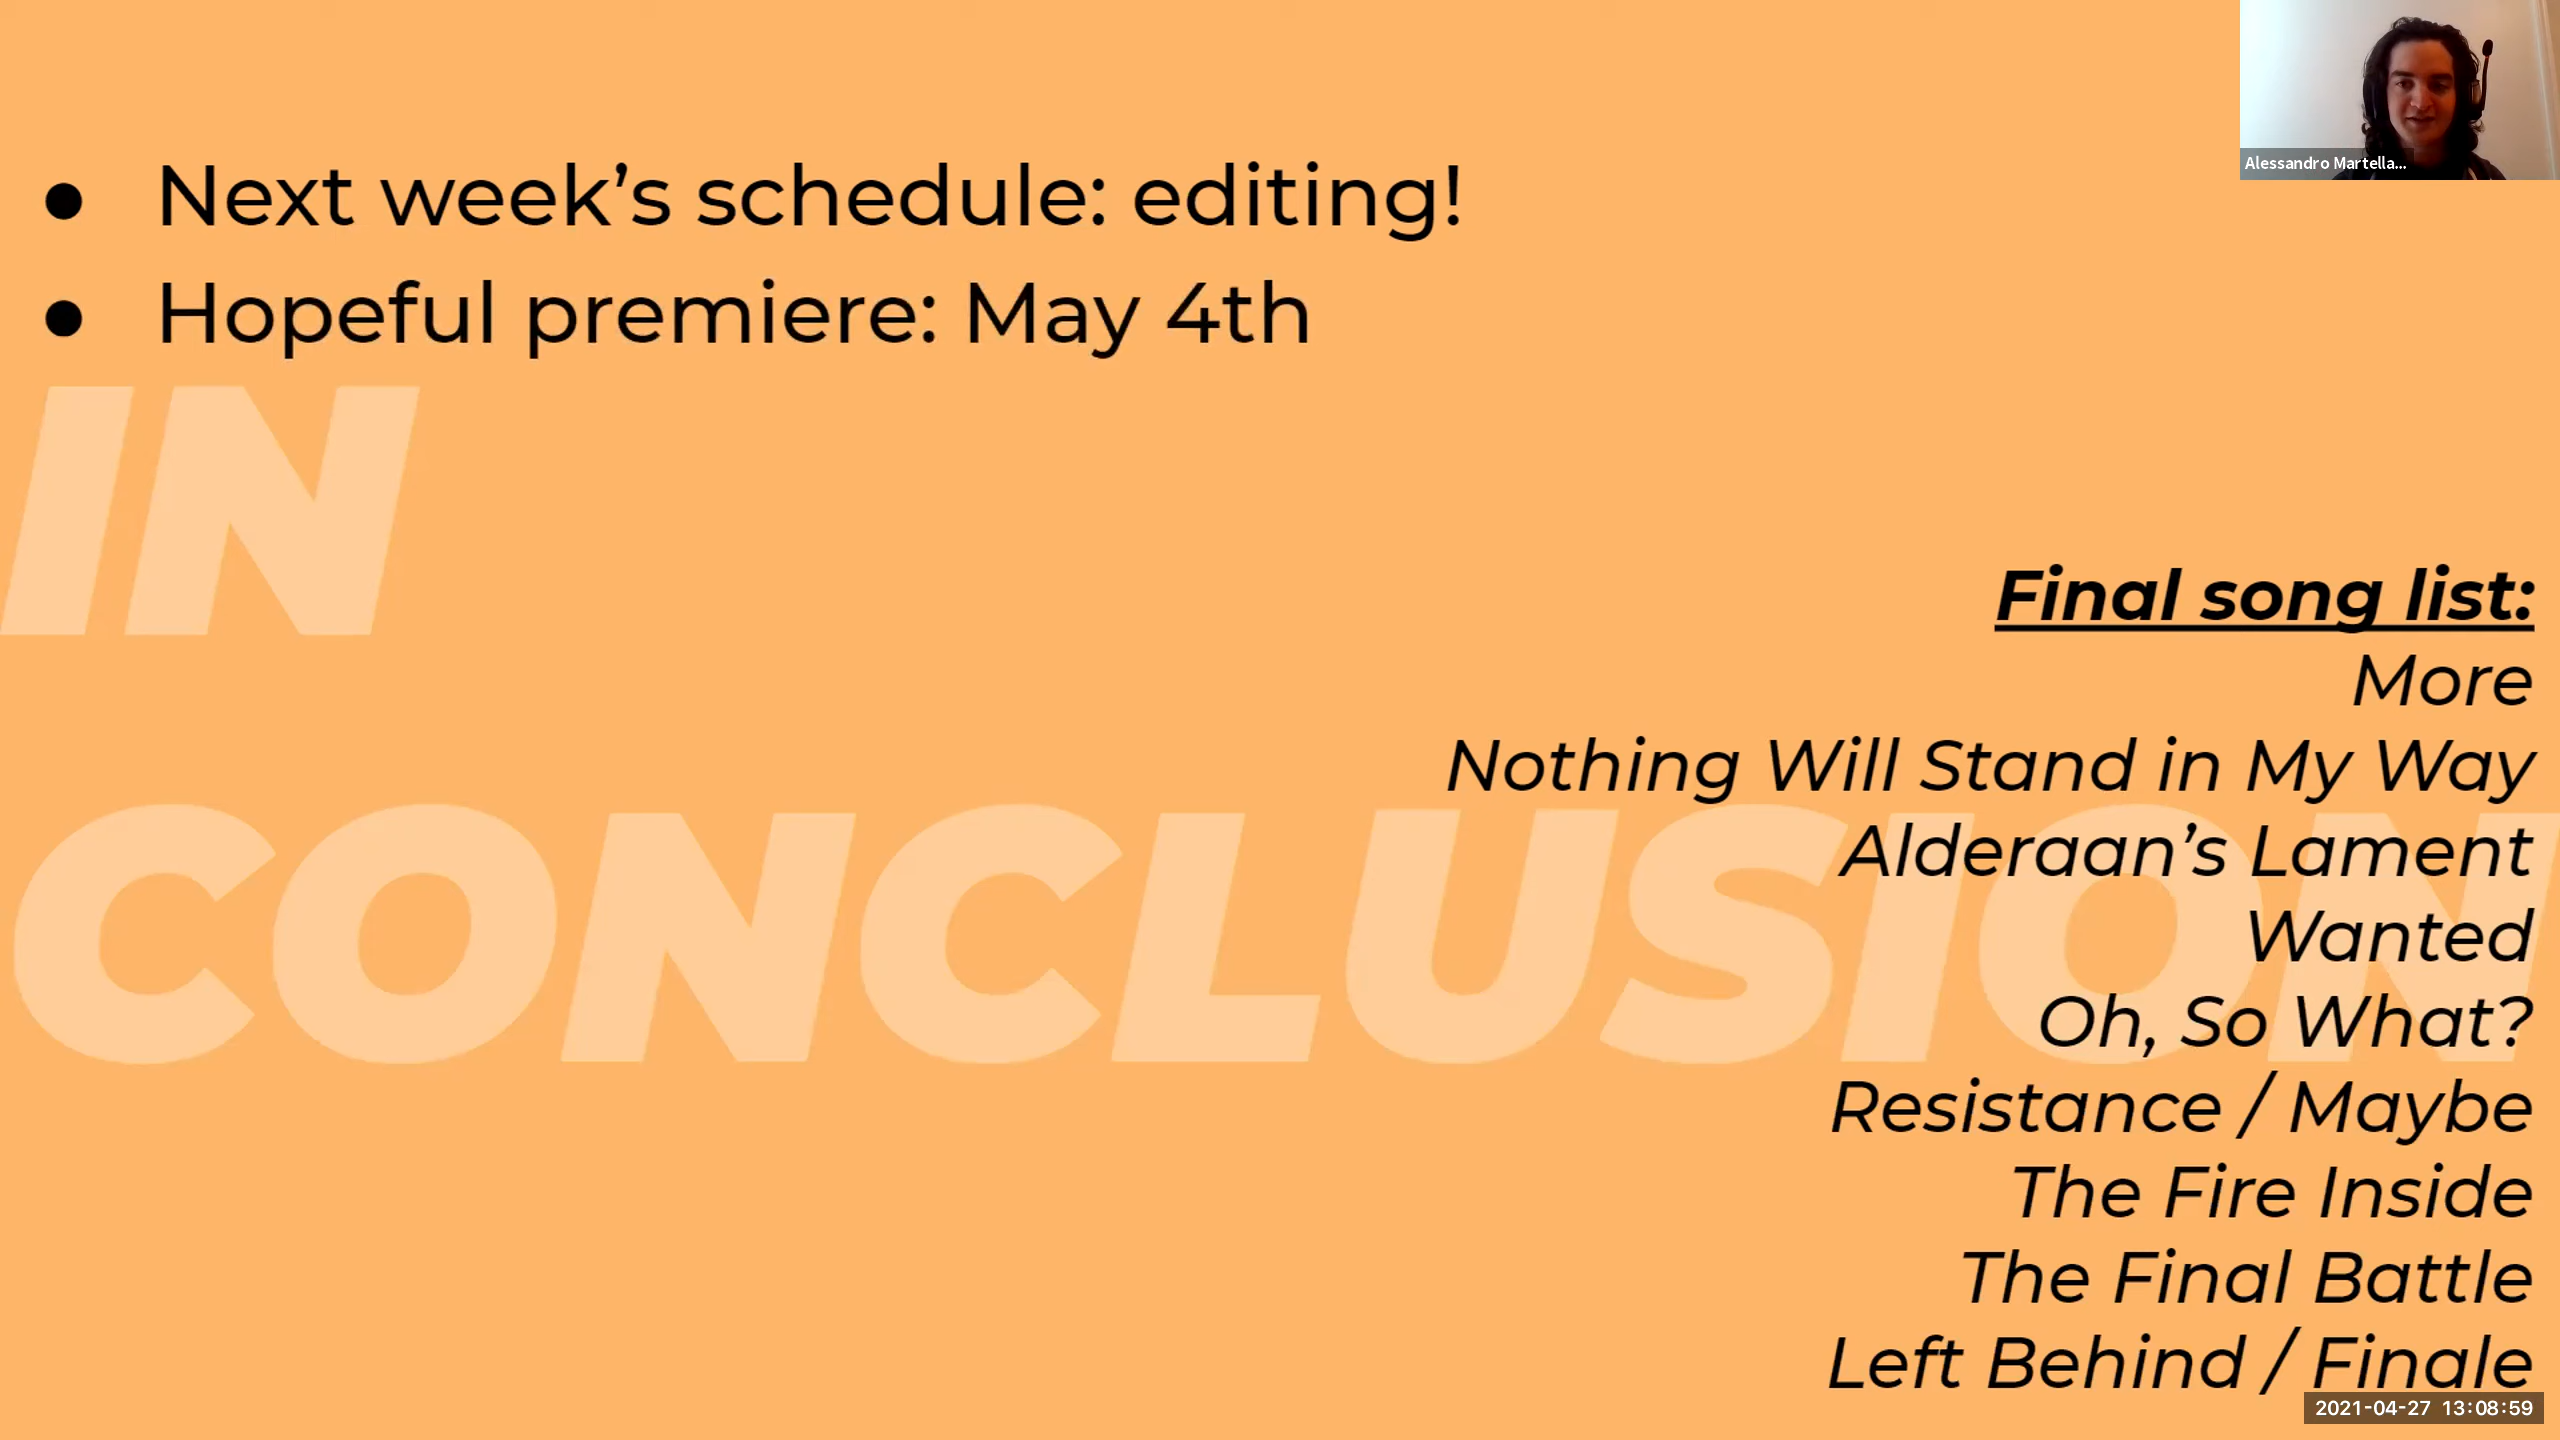 Alessandro Martella...
● Next week’s schedule: editing!
● Hopeful premiere: May 4th
IN
CONCLUSION
Final song list:
More
Nothing Will Stand in My Way
Alderaan’s Lament
Wanted
Oh, So What?
Resistance / Maybe
The Fire Inside
The Final Battle
Left Behind / Finale
2021-04-27 13:08:59